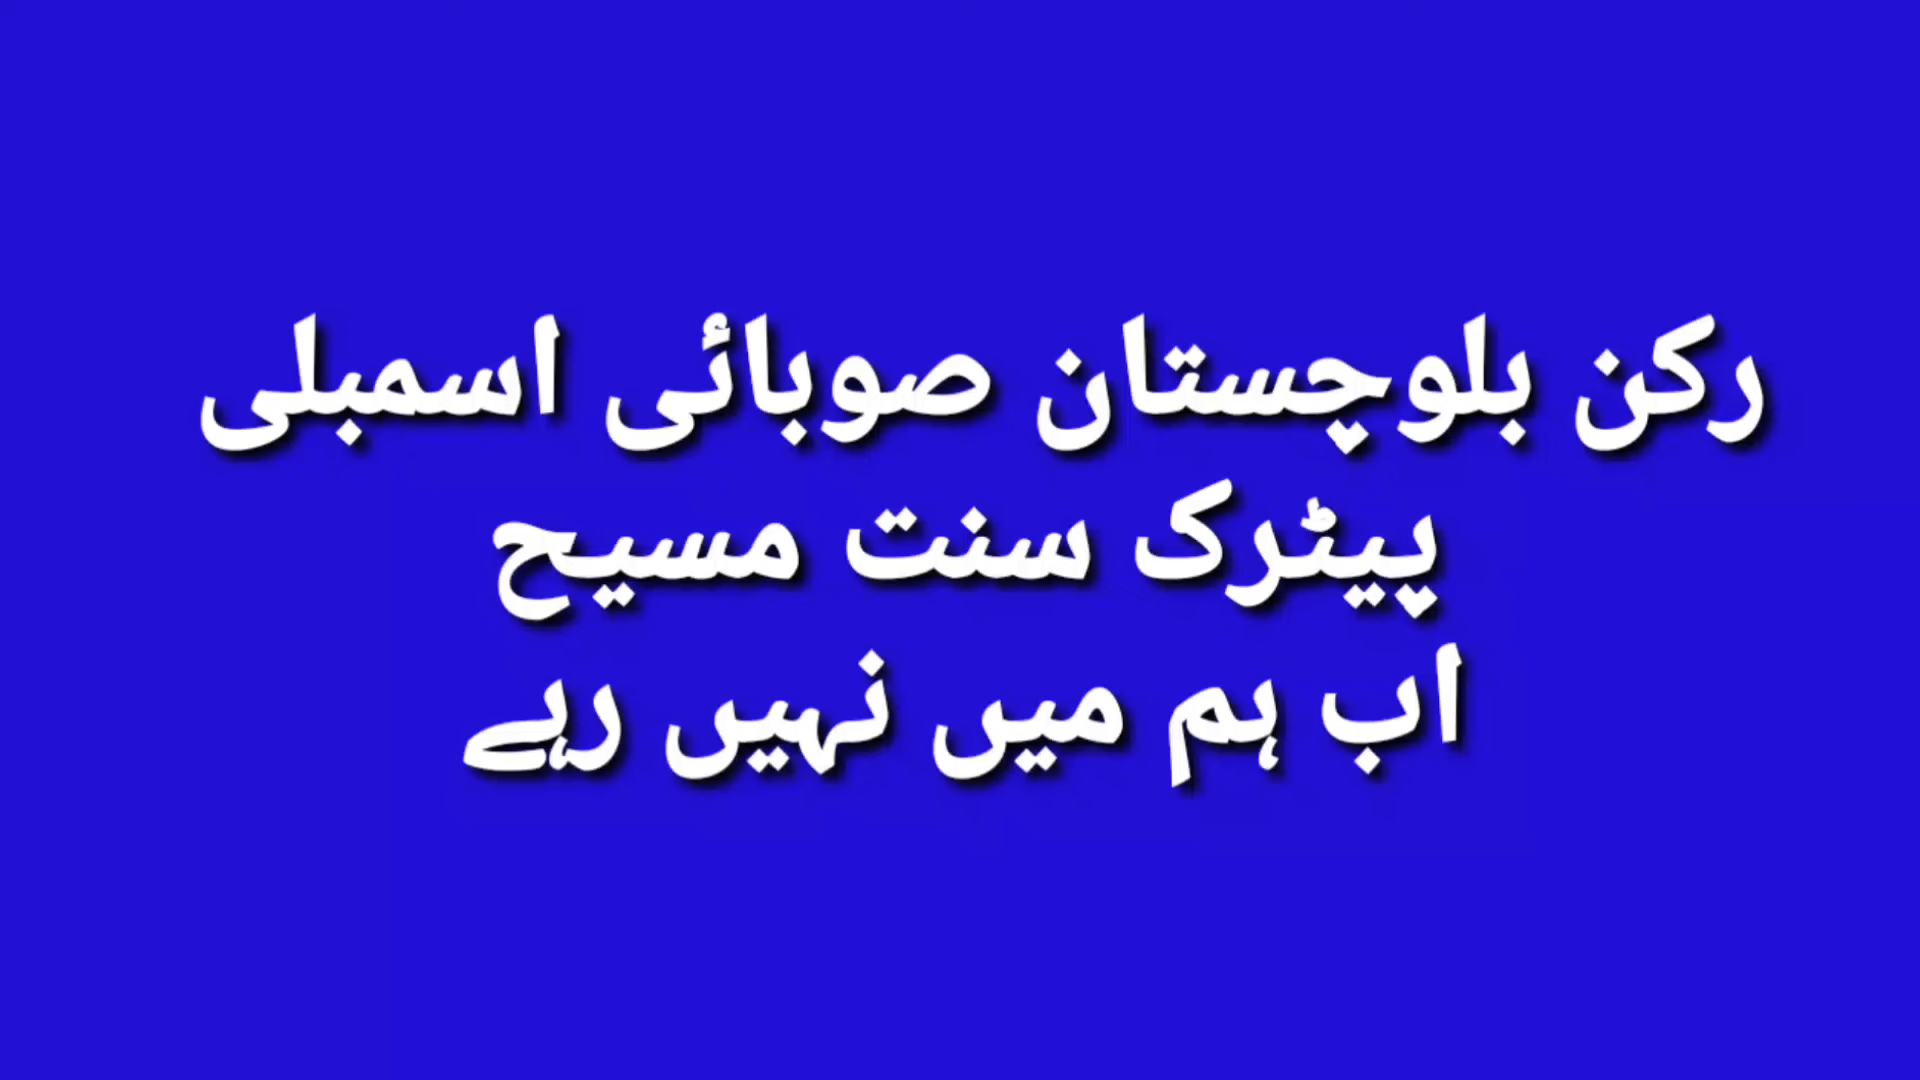 رکن بلوچستان صوبائی اسمبلی
پیٹرک سنت مسیح
اب ہم میں نہیں رہے